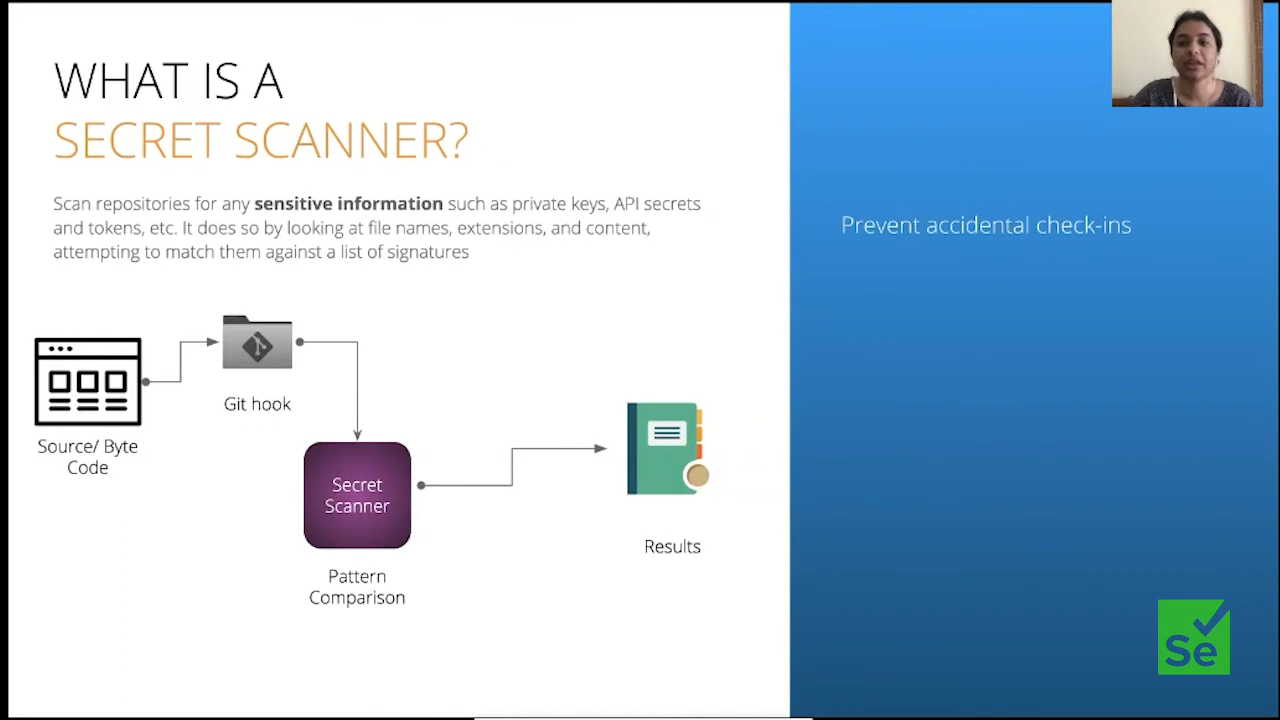 WHAT IS A
SECRET SCANNER?
Scan repositories for any sensitive information such as private keys, API secrets
and tokens, etc. It does so by looking at file names, extensions, and content,
attempting to match them against a list of signatures
Prevent accidental check-ins
Git hook
Source/ Byte
Code
Secret
Scanner
Pattern
Comparison
Results
Se